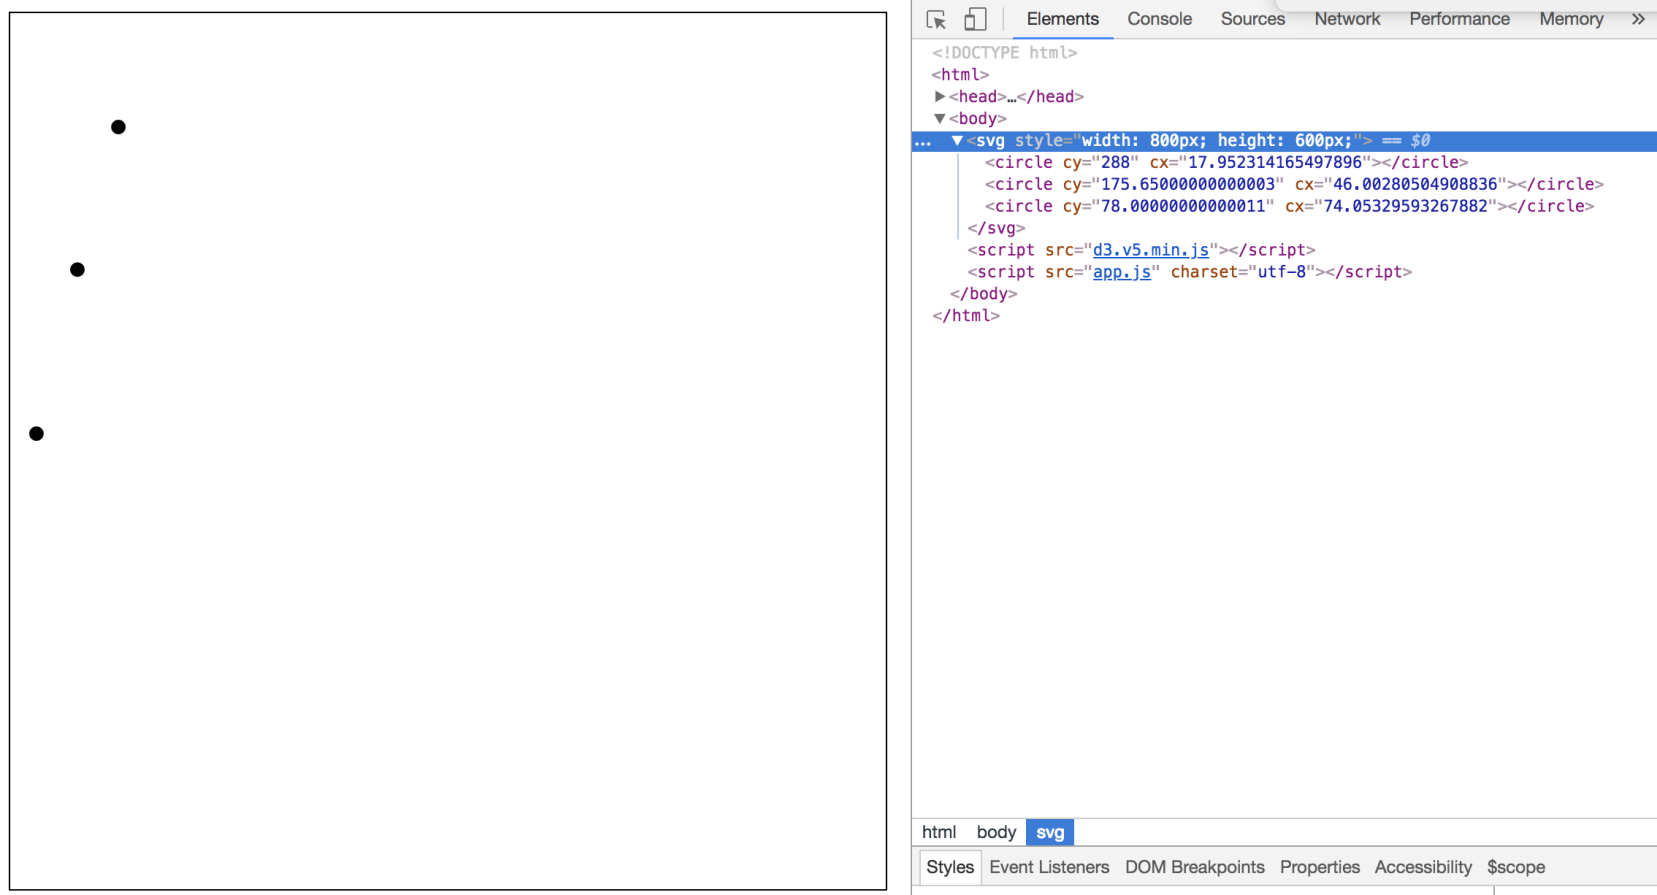 Elements Console Sources Network Performance Memory »
<!DOCTYPE html>
<html>
▶<head>…</head>
▼<body>
… ▼<svg style="width: 800px; height: 600px;"> == $0
<circle cy="288" cx="17.952314165497896"></circle>
<circle cy="175.65000000000003" cx="46.00280504908836"></circle>
<circle cy="78.00000000000011" cx="74.05329593267882"></circle>
</svg>
<script src="d3.v5.min.js"></script>
<script src="app.js" charset="utf-8"></script>
</body>
</html>
html body svg
Styles Event Listeners DOM Breakpoints Properties Accessibility $scope